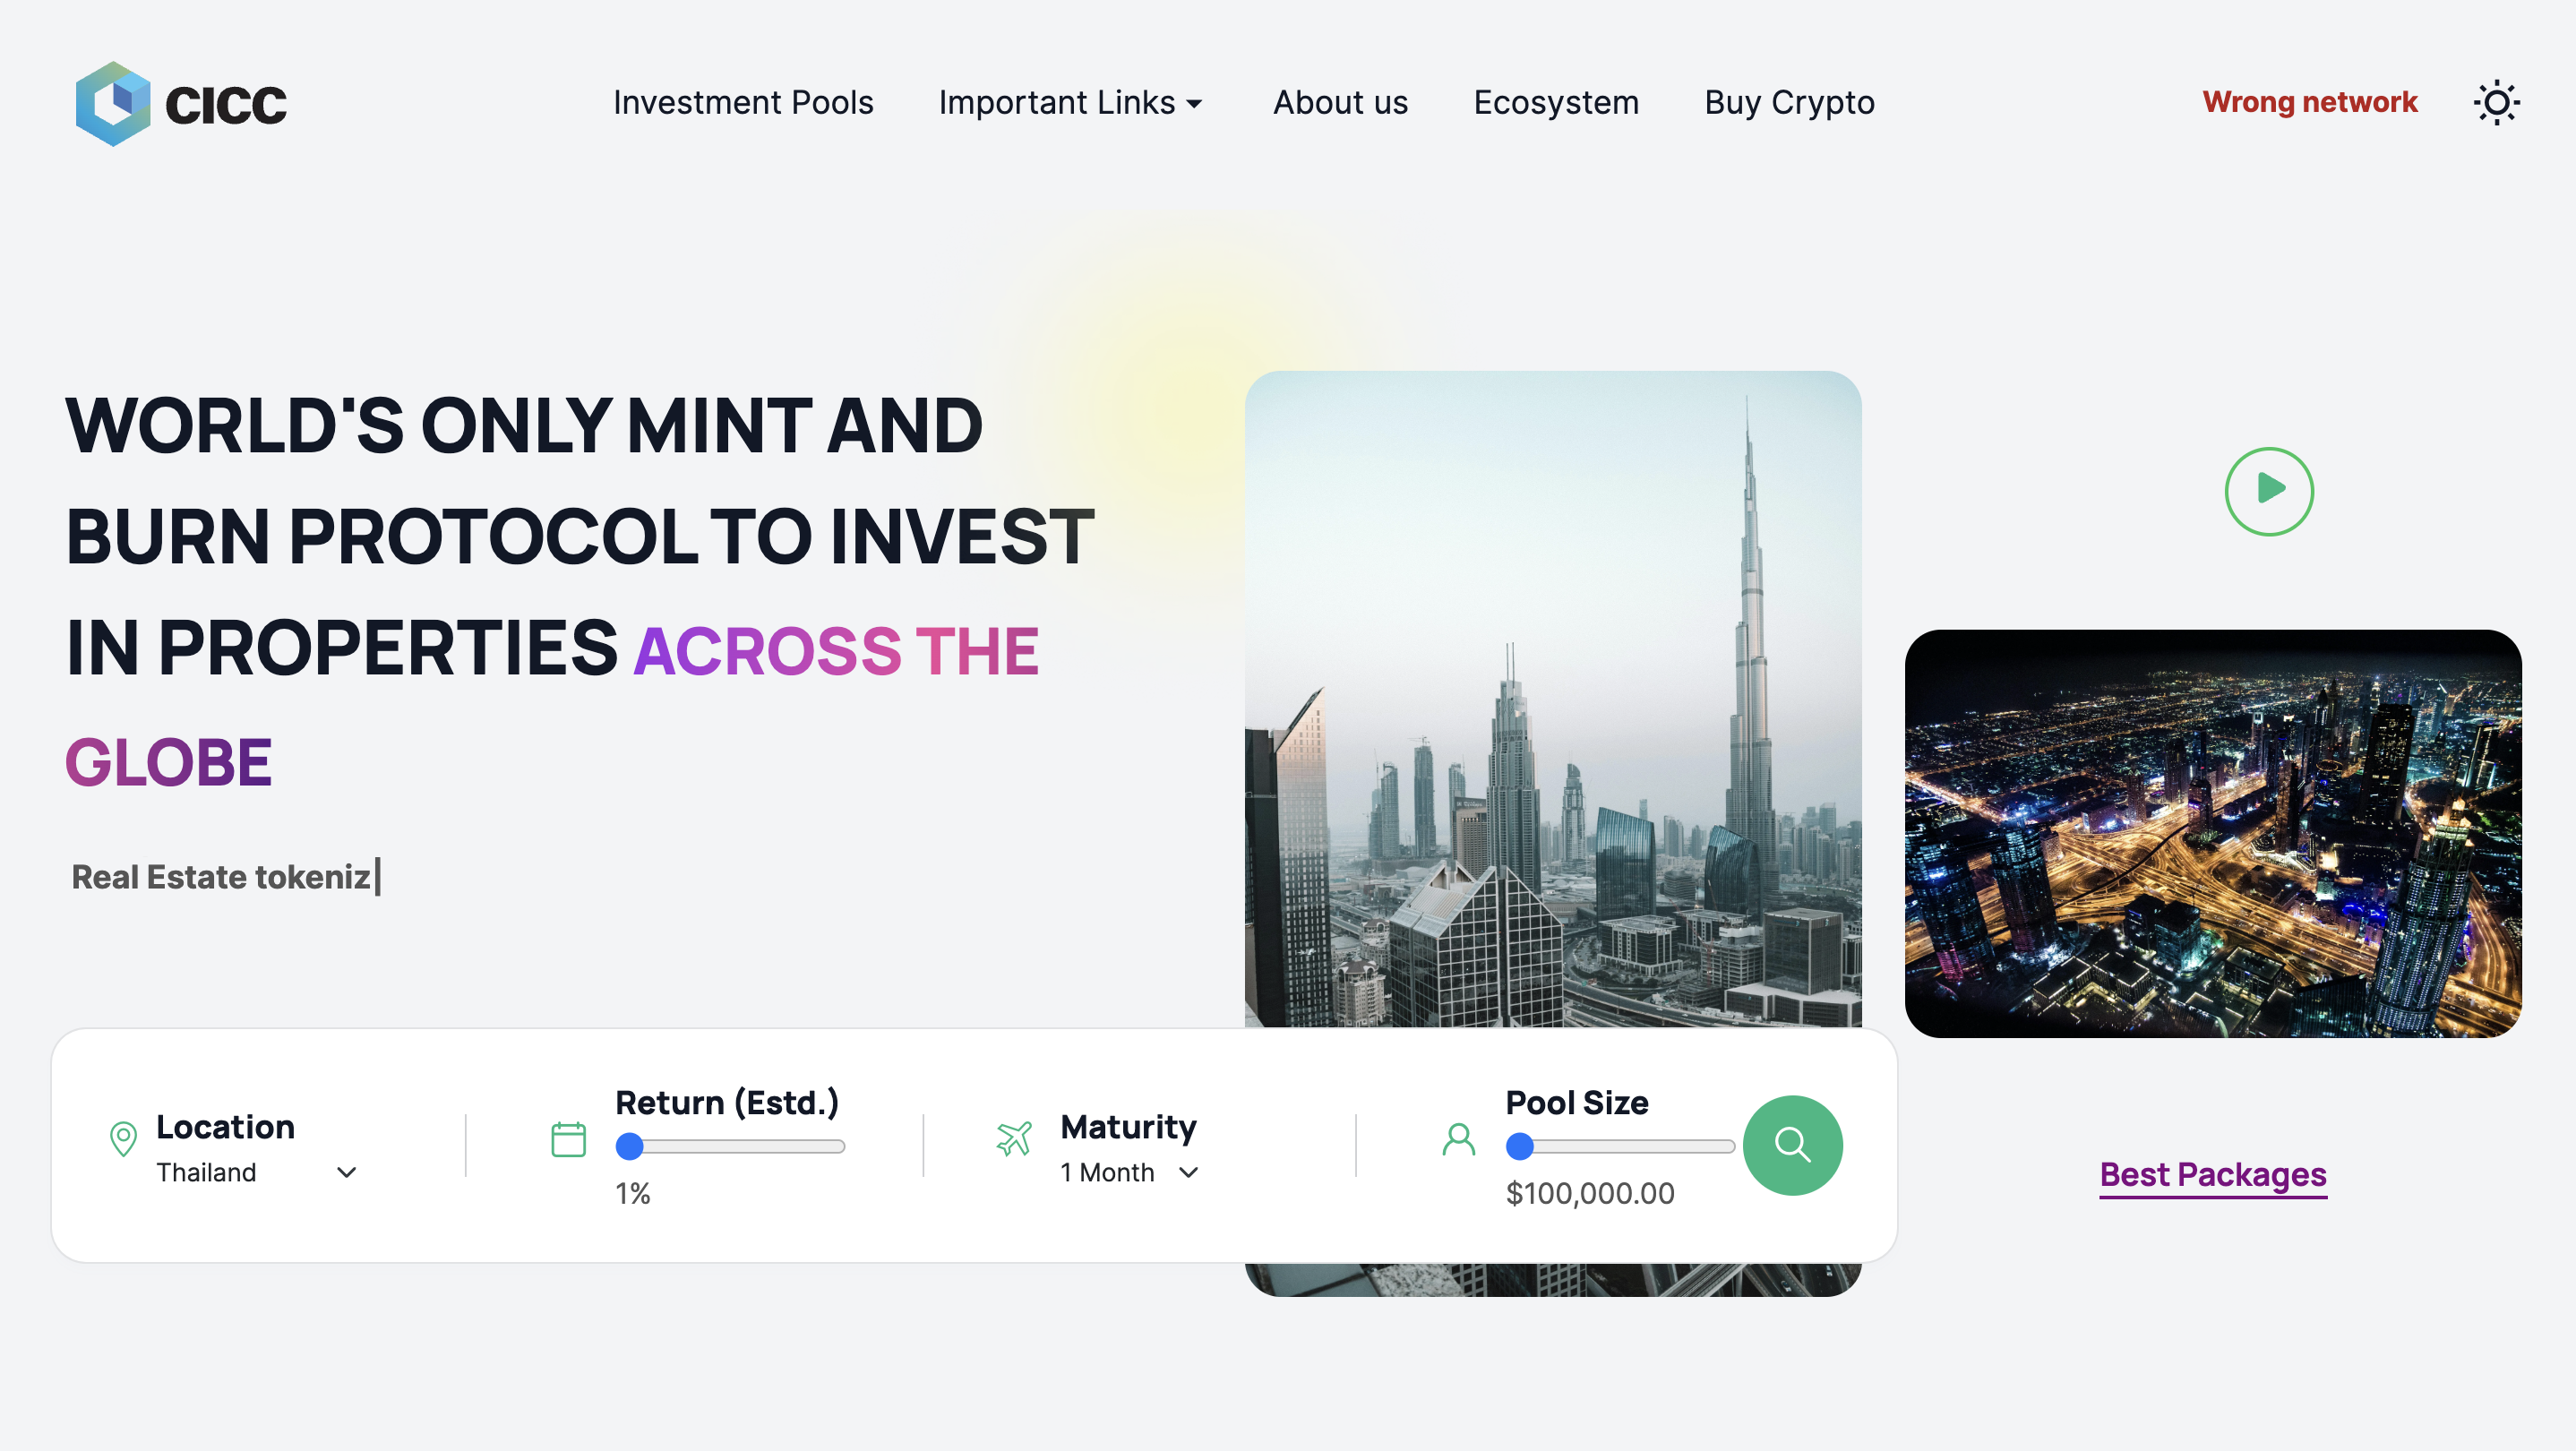 CICC
Investment Pools
Important Links
About us
Ecosystem
Buy Crypto
Wrong network
WORLD'S ONLY MINT AND
BURN PROTOCOL TO INVEST
IN PROPERTIES ACROSS THE
GLOBE
Real Estate tokeniz
Location
Thailand
Return (Estd.)
1%
Maturity
1 Month
Pool Size
$100,000.00
Best Packages